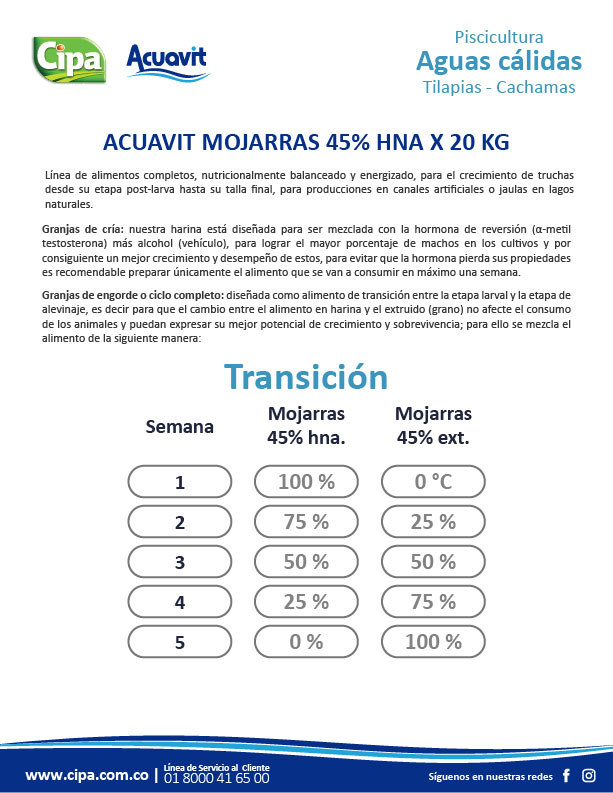 Cipa
Acuavit
Piscicultura
Aguas cálidas
Tilapias - Cachamas
ACUAVIT MOJARRAS 45% HNA X 20 KG
Línea de alimentos completos, nutricionalmente balanceado y energizado, para el crecimiento de truchas
desde su etapa post-larva hasta su talla final, para producciones en canales artificiales o jaulas en lagos
naturales.
Granjas de cría: nuestra harina está diseñada para ser mezclada con la hormona de reversión (α-metil
testosterona) más alcohol (vehículo), para lograr el mayor porcentaje de machos en los cultivos y por
consiguiente un mejor crecimiento y desempeño de estos, para evitar que la hormona pierda sus propiedades
es recomendable preparar únicamente el alimento que se van a consumir en máximo una semana.
Granjas de engorde o ciclo completo: diseñada como alimento de transición entre la etapa larval y la etapa de
alevinaje, es decir para que el cambio entre el alimento en harina y el extruido (grano) no afecte el consumo
de los animales y puedan expresar su mejor potencial de crecimiento y sobrevivencia; para ello se mezcla el
alimento de la siguiente manera:
Transición
Semana
Mojarras
45% hna.
Mojarras
45% ext.
1 100 % 0 °C
2 75 % 25 %
3 50 % 50 %
4 25 % 75 %
5 0 % 100 %
www.cipa.com.co |
Línea de Servicio al Cliente
01 8000 41 65 00
Síguenos en nuestras redes